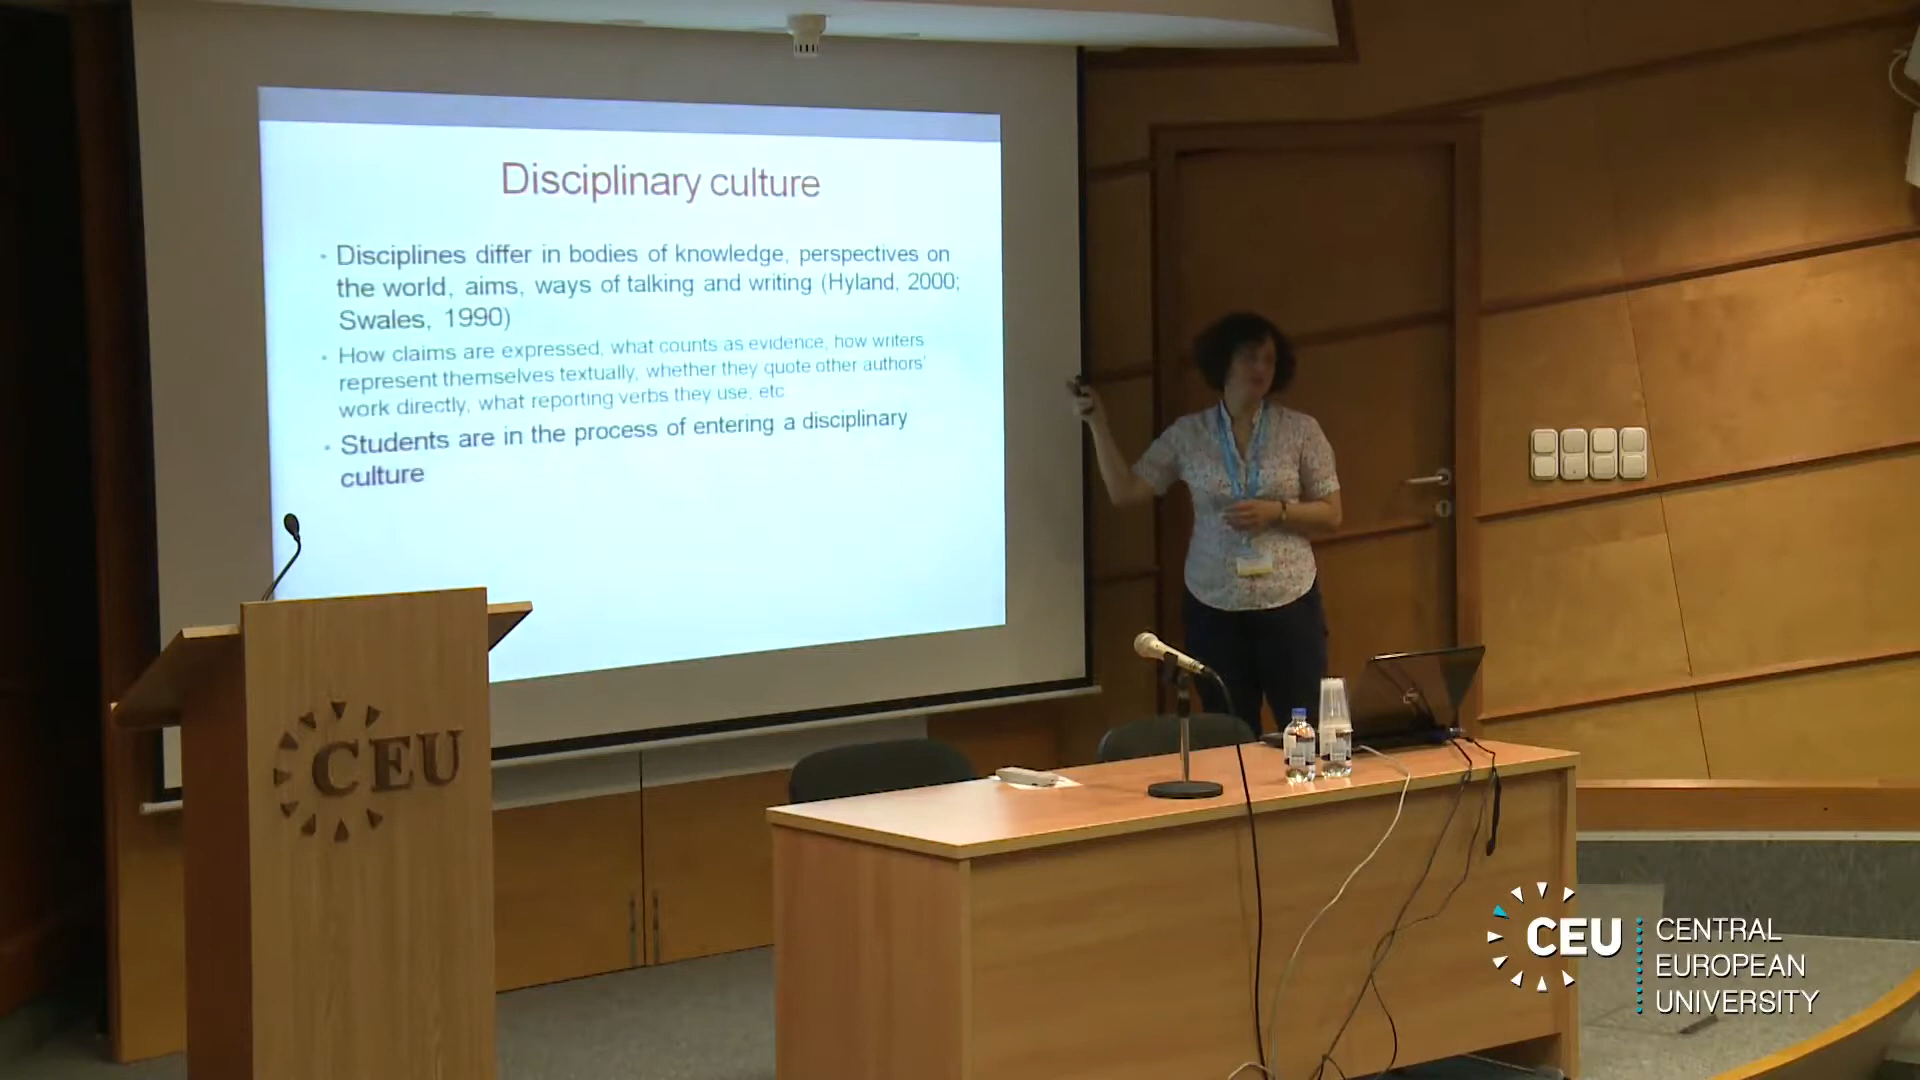 Disciplinary culture
• Disciplines differ in bodies of knowledge, perspectives on
the world, aims, ways of talking and writing (Hyland, 2000;
Swales, 1990)
• How claims are expressed, what counts as evidence, how writers
represent themselves textually, whether they quote other authors'
work directly, what reporting verbs they use, etc
• Students are in the process of entering a disciplinary
culture
CEU
CEU
CENTRAL
EUROPEAN
UNIVERSITY